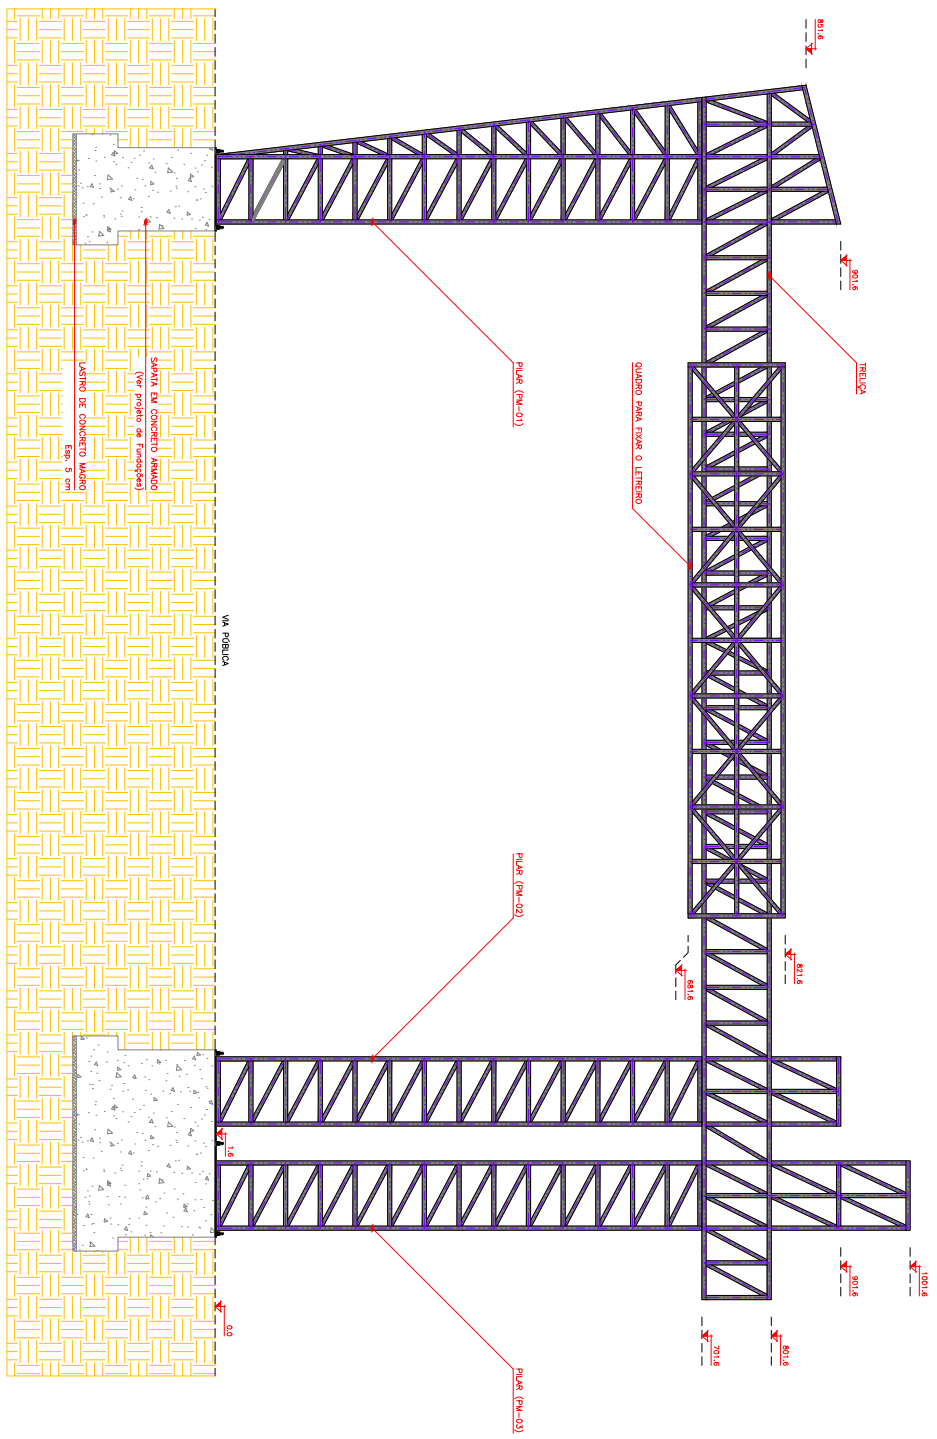 851.6
901.6
TRELIÇA
PILAR (PM-01)
QUADRO PARA FIXAR O LETREIRO
SAPATA EM CONCRETO ARMADO
(Ver projeto de Fundações)
LASTRO DE CONCRETO MAGRO
Esp. 5 cm
VIA PÚBLICA
PILAR (PM-02)
821.6
681.6
1.6
1001.6
901.6
801.6
701.6
0.0
PILAR (PM-03)